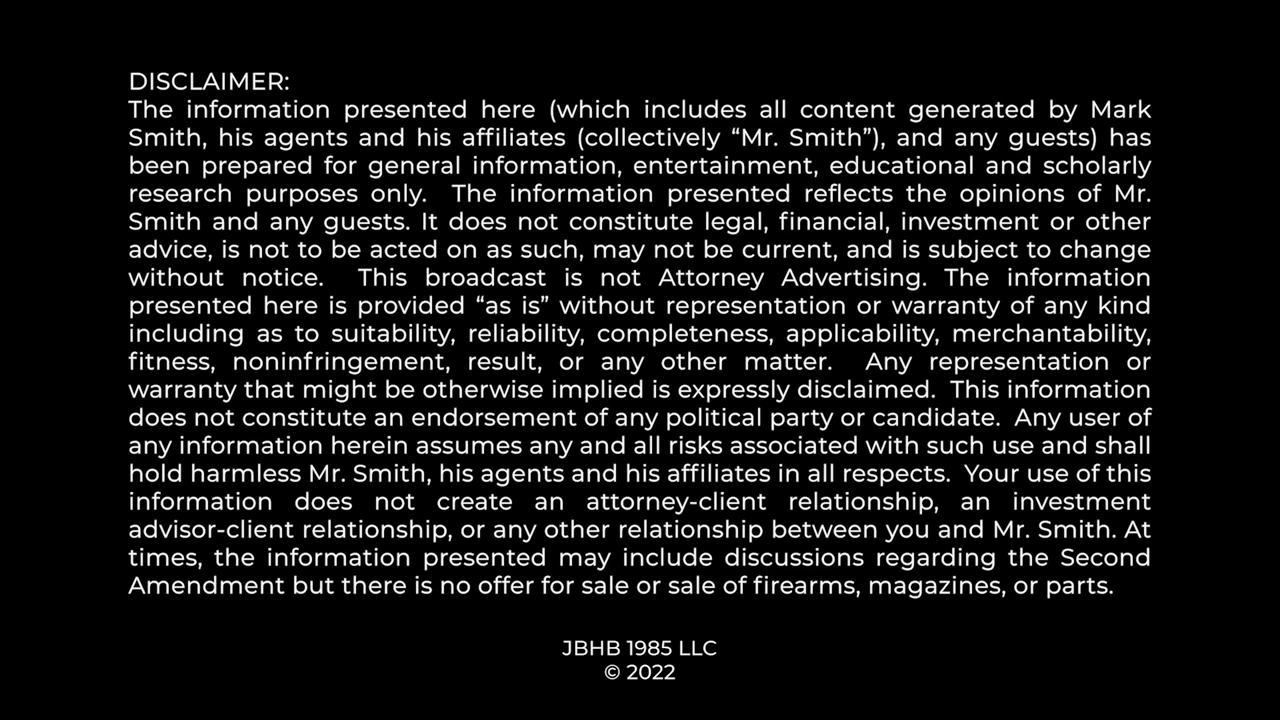 DISCLAIMER:
The information presented here (which includes all content generated by Mark
Smith, his agents and his affiliates (collectively “Mr. Smith”), and any guests) has
been prepared for general information, entertainment, educational and scholarly
research purposes only.  The information presented reflects the opinions of Mr.
Smith and any guests. It does not constitute legal, financial, investment or other
advice, is not to be acted on as such, may not be current, and is subject to change
without notice.  This broadcast is not Attorney Advertising. The information
presented here is provided “as is” without representation or warranty of any kind
including as to suitability, reliability, completeness, applicability, merchantability,
fitness, noninfringement, result, or any other matter.  Any representation or
warranty that might be otherwise implied is expressly disclaimed.  This information
does not constitute an endorsement of any political party or candidate.  Any user of
any information herein assumes any and all risks associated with such use and shall
hold harmless Mr. Smith, his agents and his affiliates in all respects.  Your use of this
information does not create an attorney-client relationship, an investment
advisor-client relationship, or any other relationship between you and Mr. Smith. At
times, the information presented may include discussions regarding the Second
Amendment but there is no offer for sale or sale of firearms, magazines, or parts.
JBHB 1985 LLC
© 2022